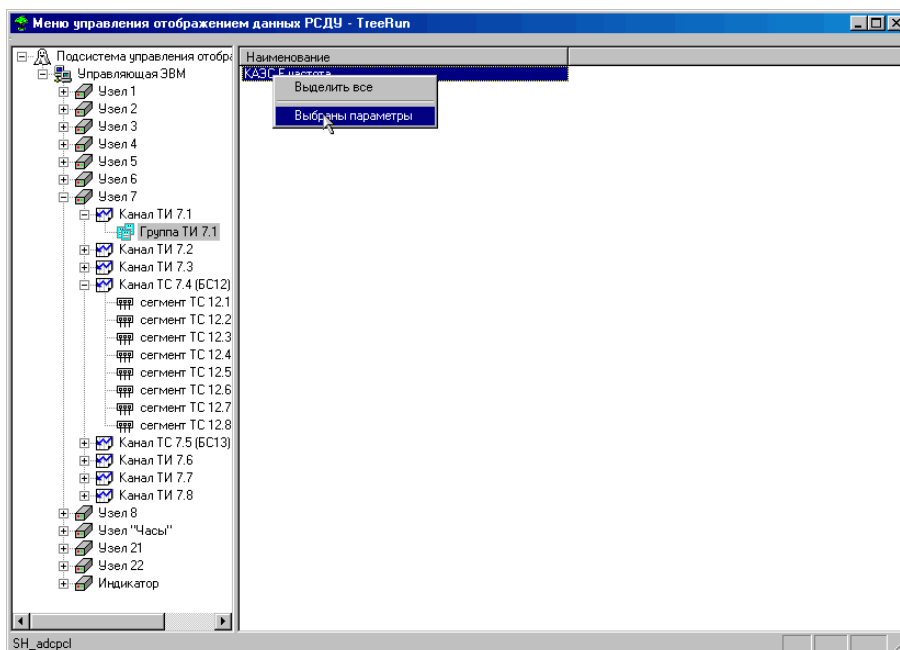 Меню управления отображением данных РСДУ - TreeRun
Подсистема управления отобра
Управляющая ЭВМ
Узел 1
Узел 2
Узел 3
Узел 4
Узел 5
Узел 6
Узел 7
Канал ТИ 7.1
Группа ТИ 7.1
Канал ТИ 7.2
Канал ТИ 7.3
Канал ТС 7.4 (БС12)
сегмент ТС 12.1
сегмент ТС 12.2
сегмент ТС 12.3
сегмент ТС 12.4
сегмент ТС 12.5
сегмент ТС 12.6
сегмент ТС 12.7
сегмент ТС 12.8
Канал ТС 7.5 (БС13)
Канал ТИ 7.6
Канал ТИ 7.7
Канал ТИ 7.8
Узел 8
Узел "Часы"
Узел 21
Узел 22
Индикатор
Наименование
КАЭС F частота
Выделить все
Выбраны параметры
SH_adcpcl